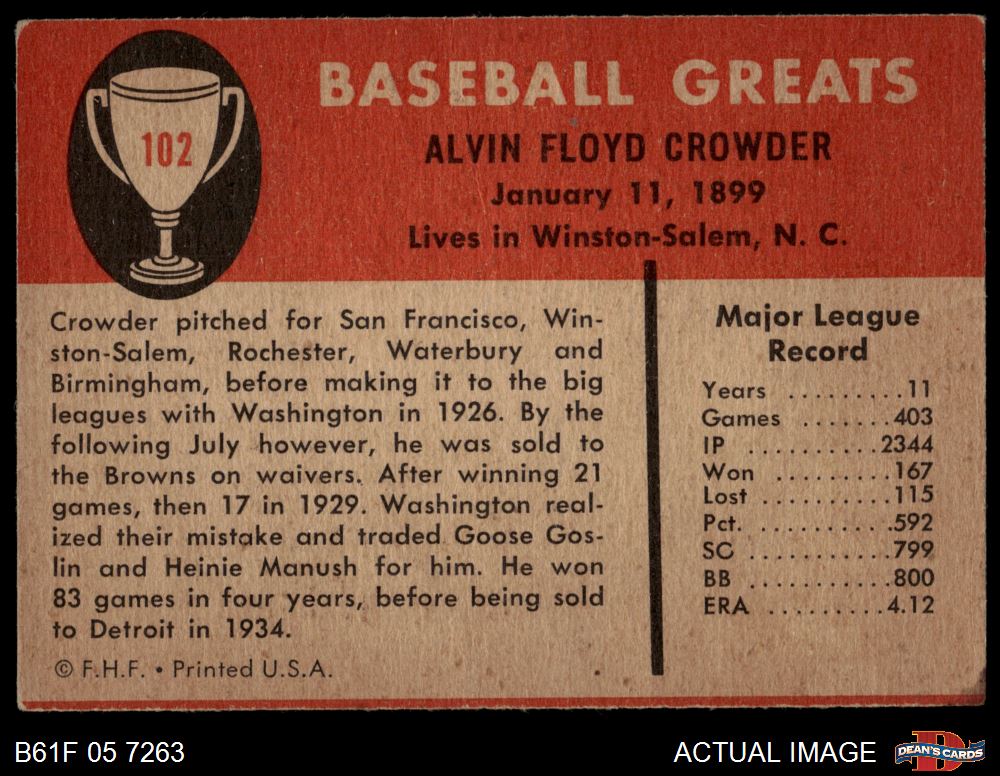 102
BASEBALL GREATS
ALVIN FLOYD CROWDER
January 11, 1899
Lives in Winston-Salem, N. C.
Crowder pitched for San Francisco, Win-
ston-Salem, Rochester, Waterbury and
Birmingham, before making it to the big
leagues with Washington in 1926. By the
following July however, he was sold to
the Browns on waivers. After winning 21
games, then 17 in 1929. Washington real-
ized their mistake and traded Goose Gos-
lin and Heinie Manush for him. He won
83 games in four years, before being sold
to Detroit in 1934.
© F.H.F. • Printed U.S.A.
Major League
Record
Years .........11
Games .......403
IP ..........2344
Won .........167
Lost .........115
Pct. ..........592
SO ..........799
BB ..........800
ERA ........4.12
B61F 05 7263
ACTUAL IMAGE
DEAN'S CARDS